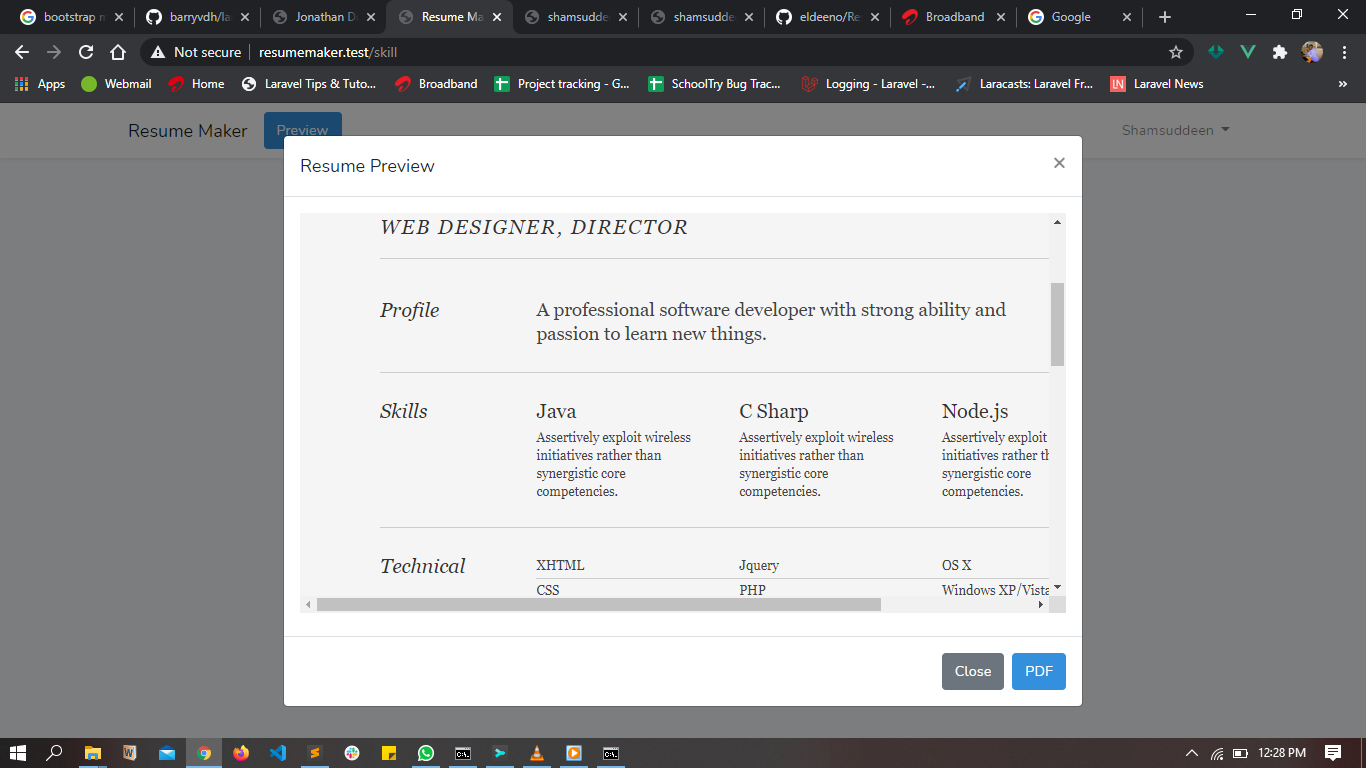 bootstrap m
barryvdh/la
Jonathan D
Resume Ma
shamsudde
shamsudde
eldeeno/Re
Broadband
Google
Not secure
resumemaker.test/skill
Apps
Webmail
Home
Laravel Tips & Tuto...
Broadband
Project tracking - G...
SchoolTry Bug Trac...
Logging - Laravel -...
Laracasts: Laravel Fr...
LN Laravel News
»
Resume Maker
Preview
Shamsuddeen
Resume Preview
×
WEB DESIGNER, DIRECTOR
Profile
A professional software developer with strong ability and
passion to learn new things.
Skills
Java
Assertively exploit wireless
initiatives rather than
synergistic core
competencies.
C Sharp
Assertively exploit wireless
initiatives rather than
synergistic core
competencies.
Node.js
Assertively exploit
initiatives rather th
synergistic core
competencies.
Technical
XHTML
Jquery
OS X
CSS
PHP
Windows XP/Vista
Close
PDF
12:28 PM